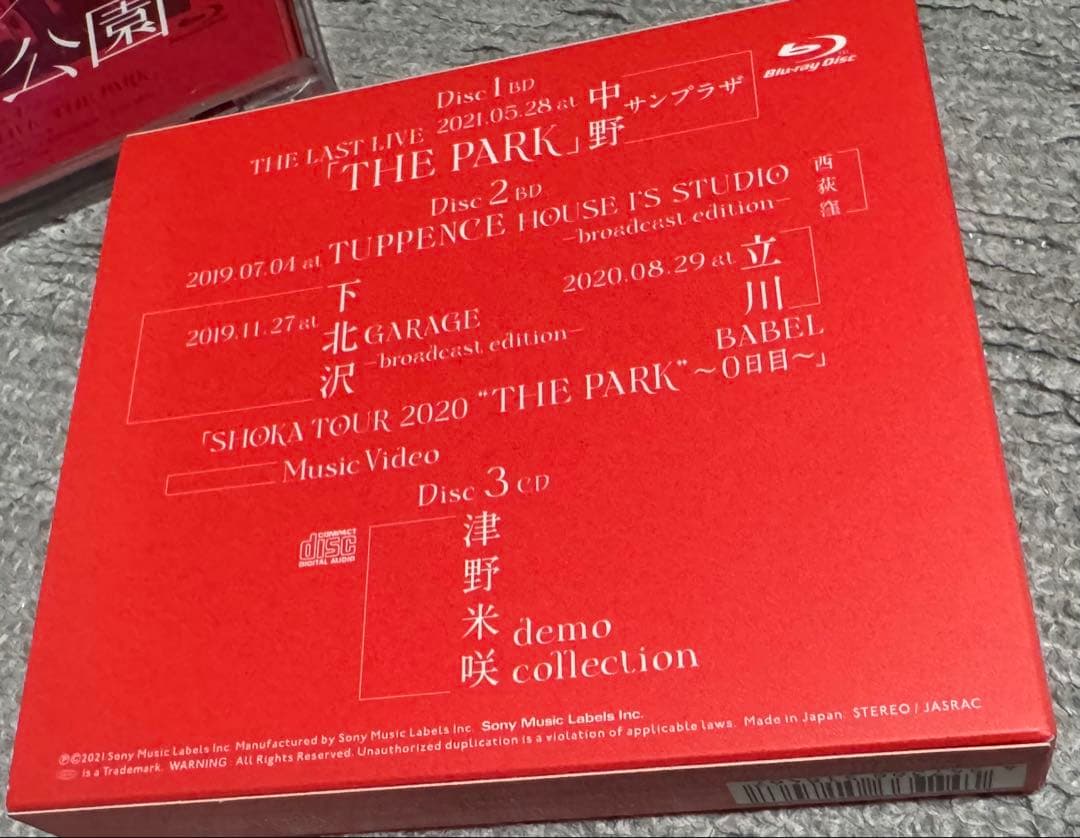 公園
THE PARK
Blu-ray Disc
Disc 1 BD
THE LAST LIVE 2021.05.28 at 中野サンプラザ
「THE PARK」
Disc 2 BD
2019.07.04 at TUPPENCE HOUSE I'S STUDIO 西荻窪
–broadcast edition–
2019.11.27 at 下北沢 GARAGE
–broadcast edition–
2020.08.29 at 立川
BABEL
「SHOKA TOUR 2020 “THE PARK” ~0日目~」
Music Video
Disc 3 CD
COMPACT
disc
DIGITAL AUDIO
津野米咲 demo
collection
ⓅⒸ2021 Sony Music Labels Inc. Manufactured by Sony Music Labels Inc. Sony Music Labels Inc.
is a Trademark. WARNING: All Rights Reserved. Unauthorized duplication is a violation of applicable laws. Made in Japan. STEREO / JASRAC